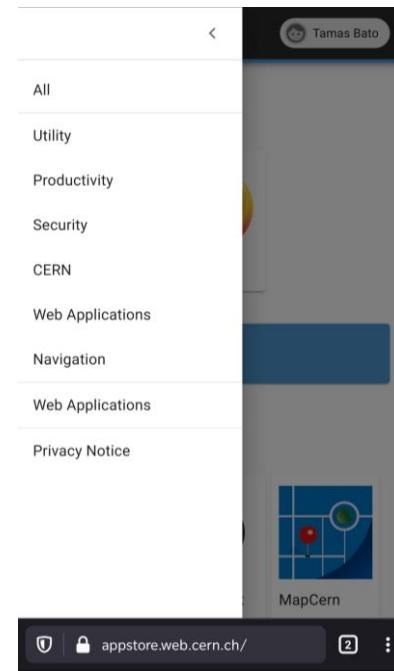 Tamas Bato
All
Utility
Productivity
Security
CERN
Web Applications
Navigation
Web Applications
Privacy Notice
MapCern
appstore.web.cern.ch/
2